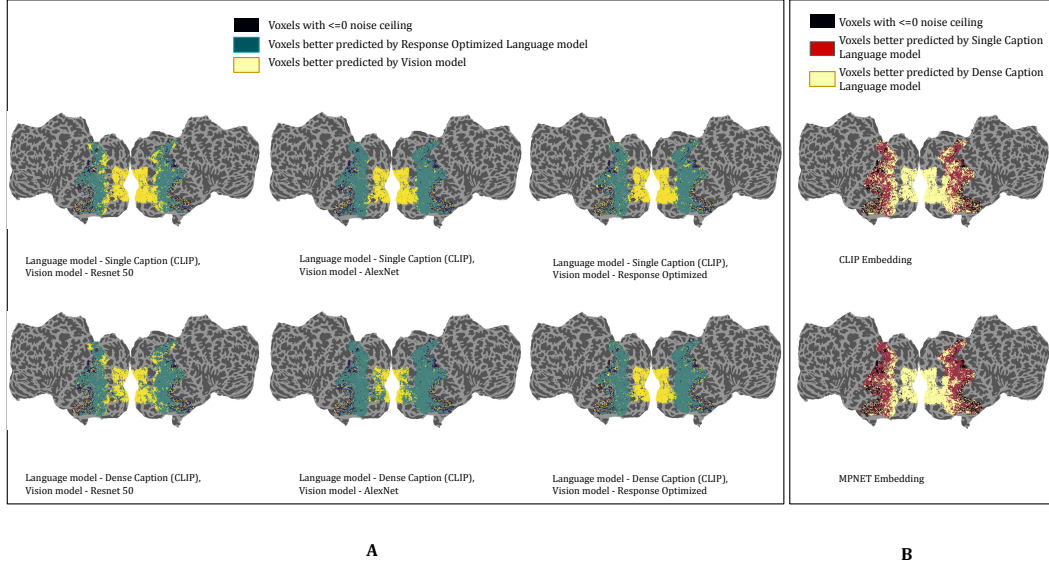 Voxels with <=0 noise ceiling
Voxels better predicted by Response Optimized Language model
Voxels better predicted by Vision model
Language model - Single Caption (CLIP),
Vision model - Resnet 50
Language model - Single Caption (CLIP),
Vision model - AlexNet
Language model - Single Caption (CLIP),
Vision model - Response Optimized
Language model - Dense Caption (CLIP),
Vision model - Resnet 50
Language model - Dense Caption (CLIP),
Vision model - AlexNet
Language model - Dense Caption (CLIP),
Vision model - Response Optimized
A
Voxels with <=0 noise ceiling
Voxels better predicted by Single Caption
Language model
Voxels better predicted by Dense Caption
Language model
CLIP Embedding
MPNET Embedding
B